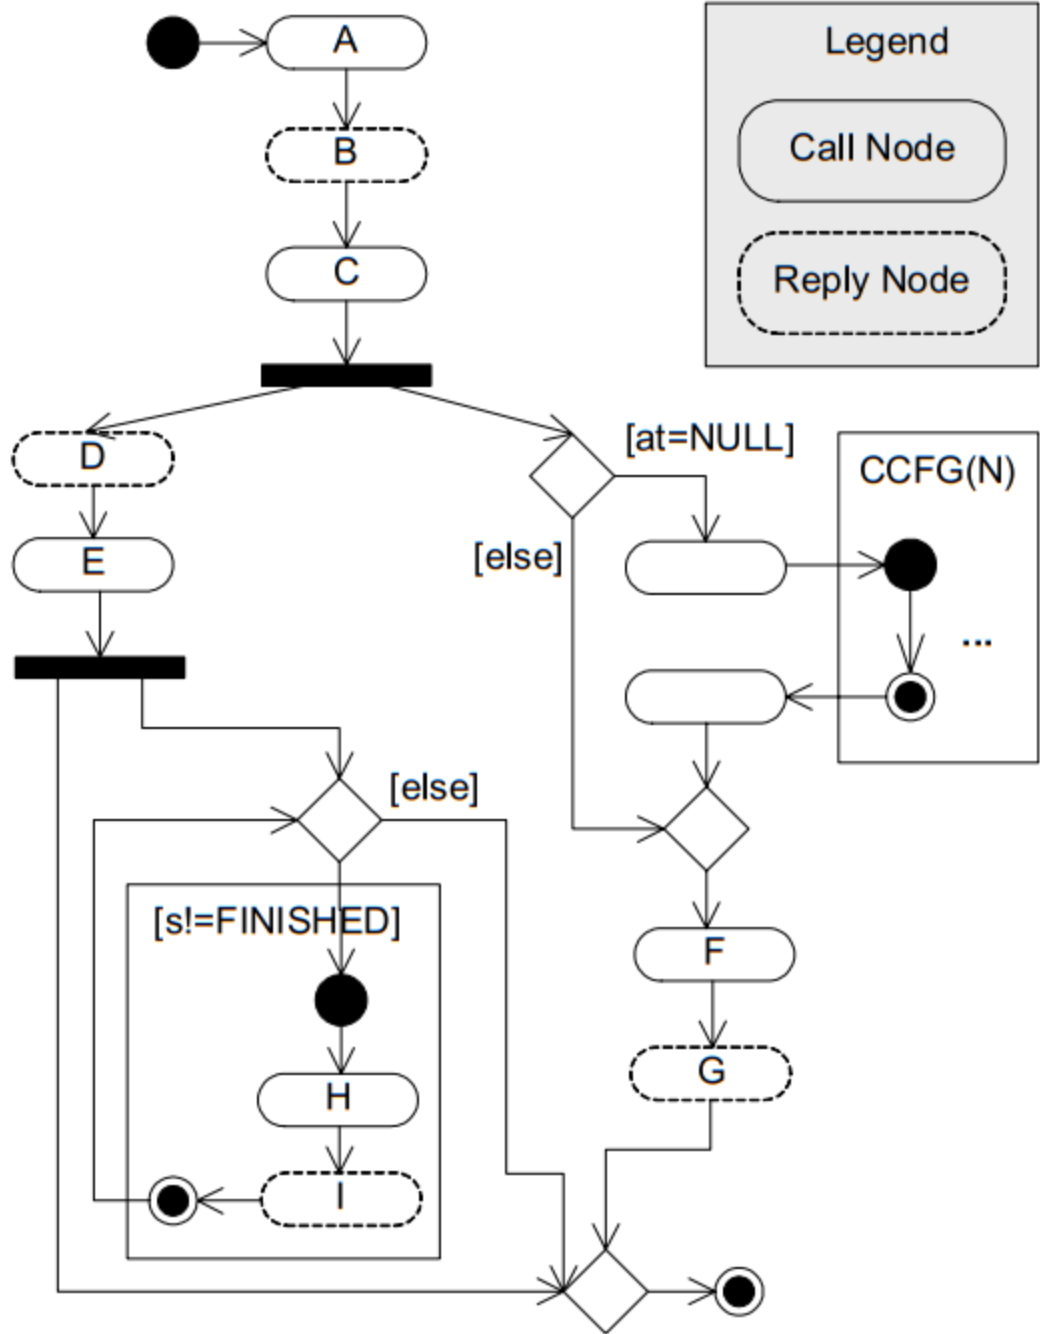 A
Legend
B
Call Node
C
Reply Node
[at=NULL]
D
CCFG(N)
[else]
E
...
[else]
[s!=FINISHED]
F
G
H
I